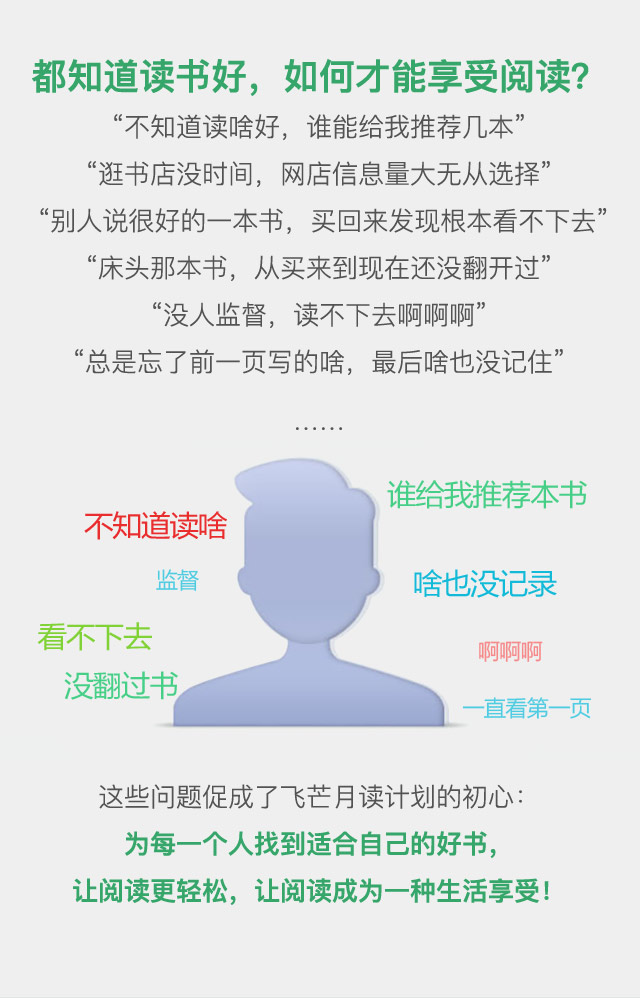 都知道读书好，如何才能享受阅读？
“不知道读啥好，谁能给我推荐几本”
“逛书店没时间，网店信息量大无从选择”
“别人说很好的一本书，买回来发现根本看不下去”
“床头那本书，从买来到现在还没翻开过”
“没人监督，读不下去啊啊啊”
“总是忘了前一页写的啥，最后啥也没记住”
……
谁给我推荐本书
不知道读啥
监督
啥也没记录
看不下去
啊啊啊
没翻过书
一直看第一页
这些问题促成了飞芒月读计划的初心：
为每一个人找到适合自己的好书，
让阅读更轻松，让阅读成为一种生活享受！